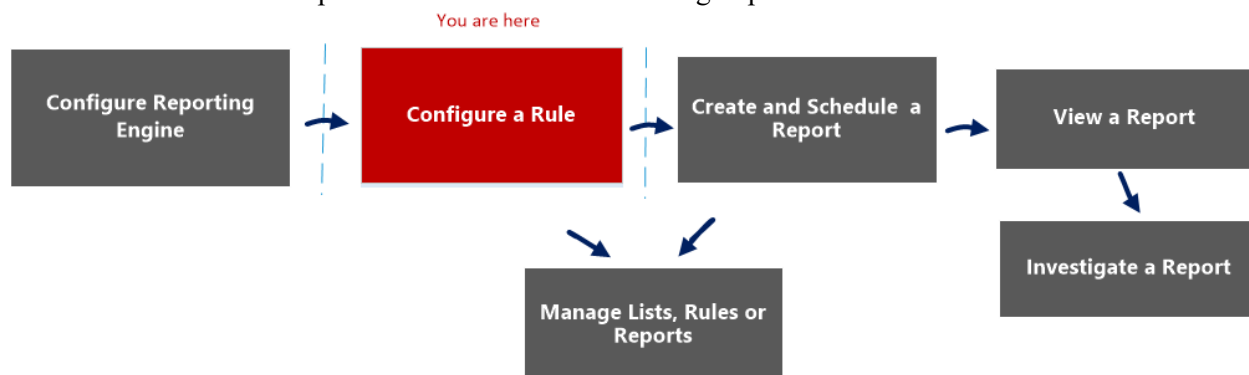 You are here
Configure Reporting
Engine
Configure a Rule
Create and Schedule a
Report
View a Report
Investigate a Report
Manage Lists, Rules or
Reports